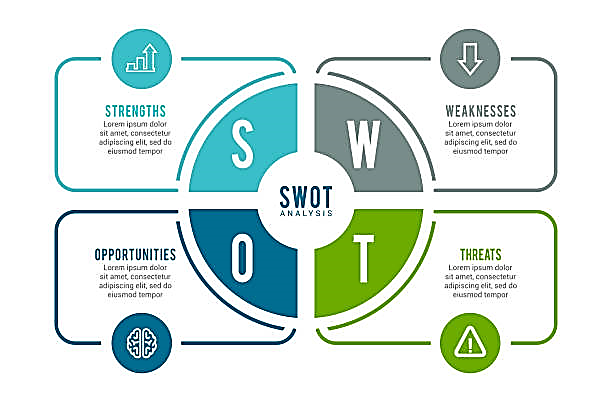 STRENGTHS
Lorem ipsum dolor
sit amet, consectetur
adipiscing elit, sed do
eiusmod tempor
WEAKNESSES
Lorem ipsum dolor
sit amet, consectetur
adipiscing elit, sed do
eiusmod tempor
S
W
SWOT
ANALYSIS
O
T
OPPORTUNITIES
Lorem ipsum dolor
sit amet, consectetur
adipiscing elit, sed do
eiusmod tempor
THREATS
Lorem ipsum dolor
sit amet, consectetur
adipiscing elit, sed do
eiusmod tempor